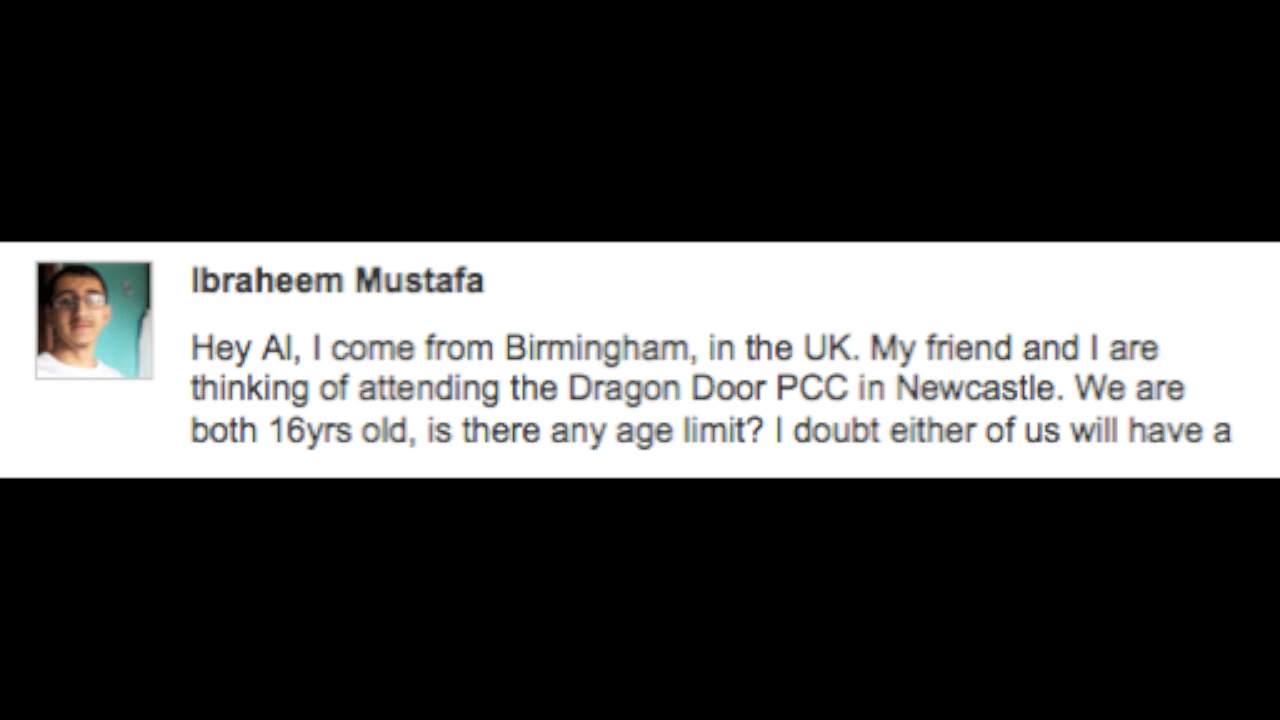 Ibraheem Mustafa
Hey Al, I come from Birmingham, in the UK. My friend and I are
thinking of attending the Dragon Door PCC in Newcastle. We are
both 16yrs old, is there any age limit? I doubt either of us will have a